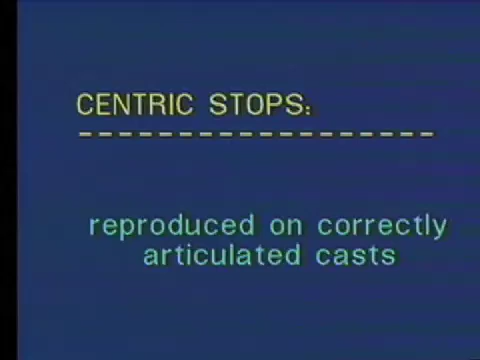 CENTRIC STOPS:
------------------
reproduced on correctly
articulated casts